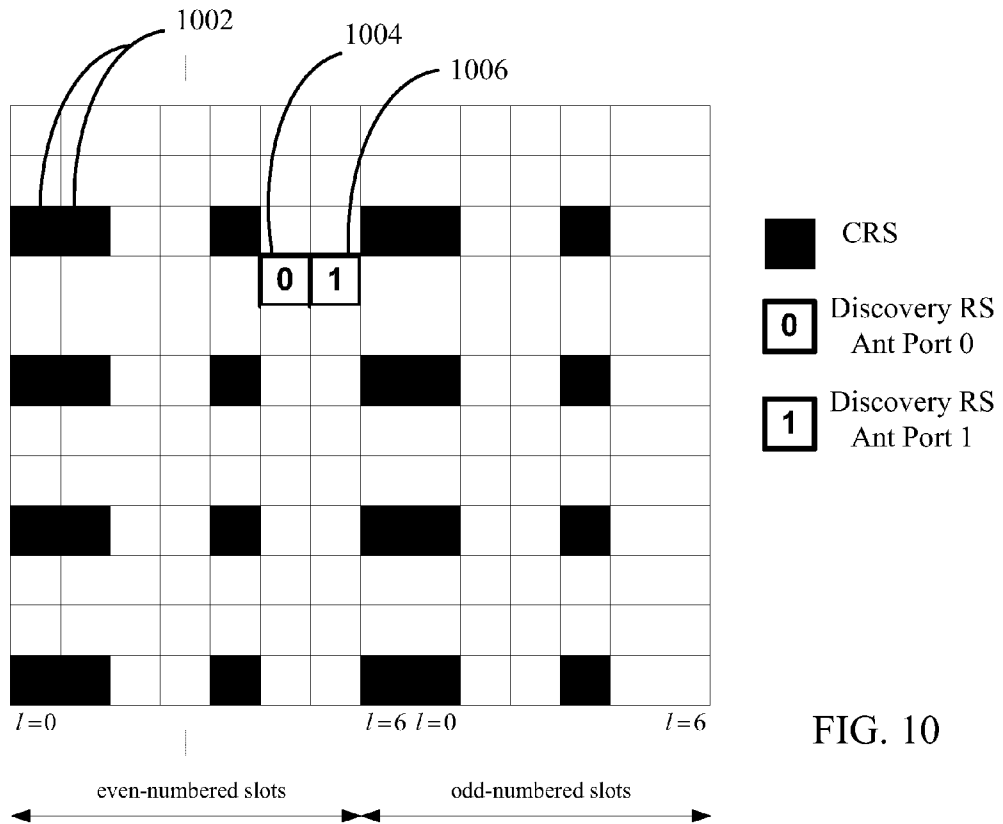 1002
1004
1006
0 1
CRS
0
Discovery RS
Ant Port 0
1
Discovery RS
Ant Port 1
l=0
l=6 l=0
l=6
FIG. 10
even-numbered slots
odd-numbered slots